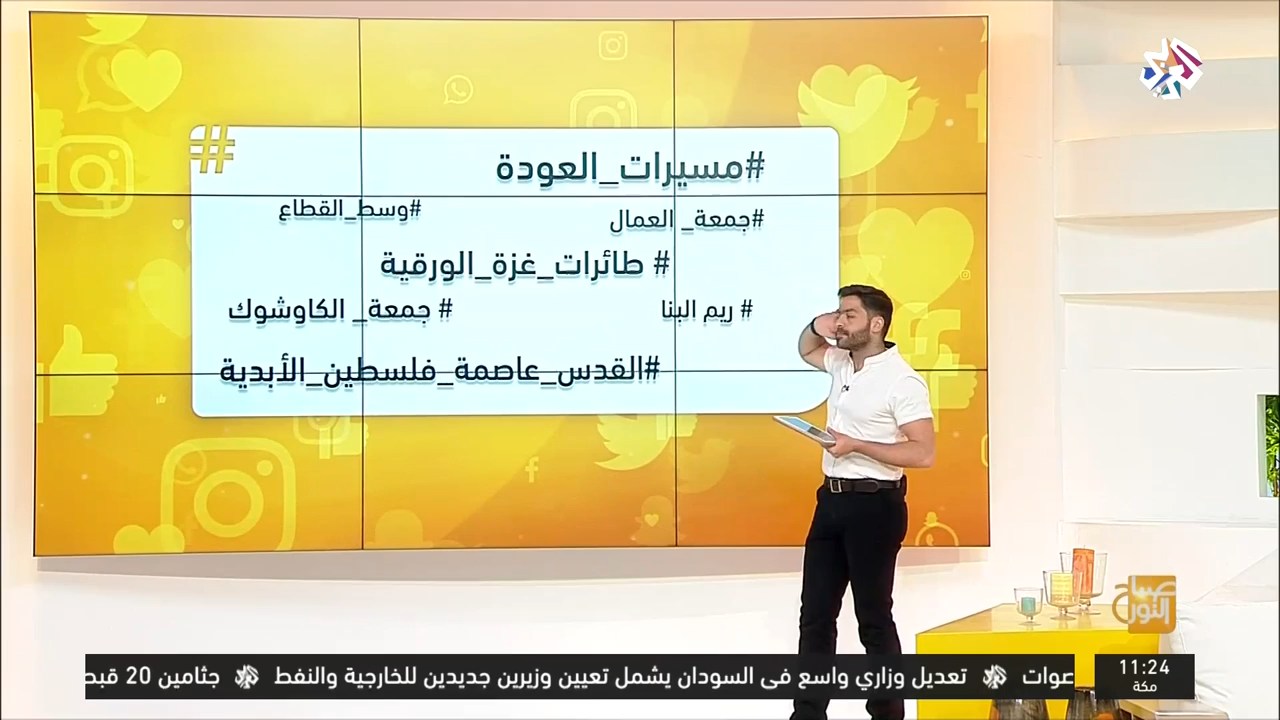 #
#مسيرات_العودة
#جمعة_ العمال
#وسط_القطاع
# طائرات_غزة_الورقية
# ريم البنا
# جمعة_ الكاوشوك
#القدس_عاصمة_فلسطين_الأبدية
صباح النور
صوات تعديل وزاري واسع فى السودان يشمل تعيين وزيرين جديدين للخارجية والنفط جثامين 20 قبط
11:24
مكة